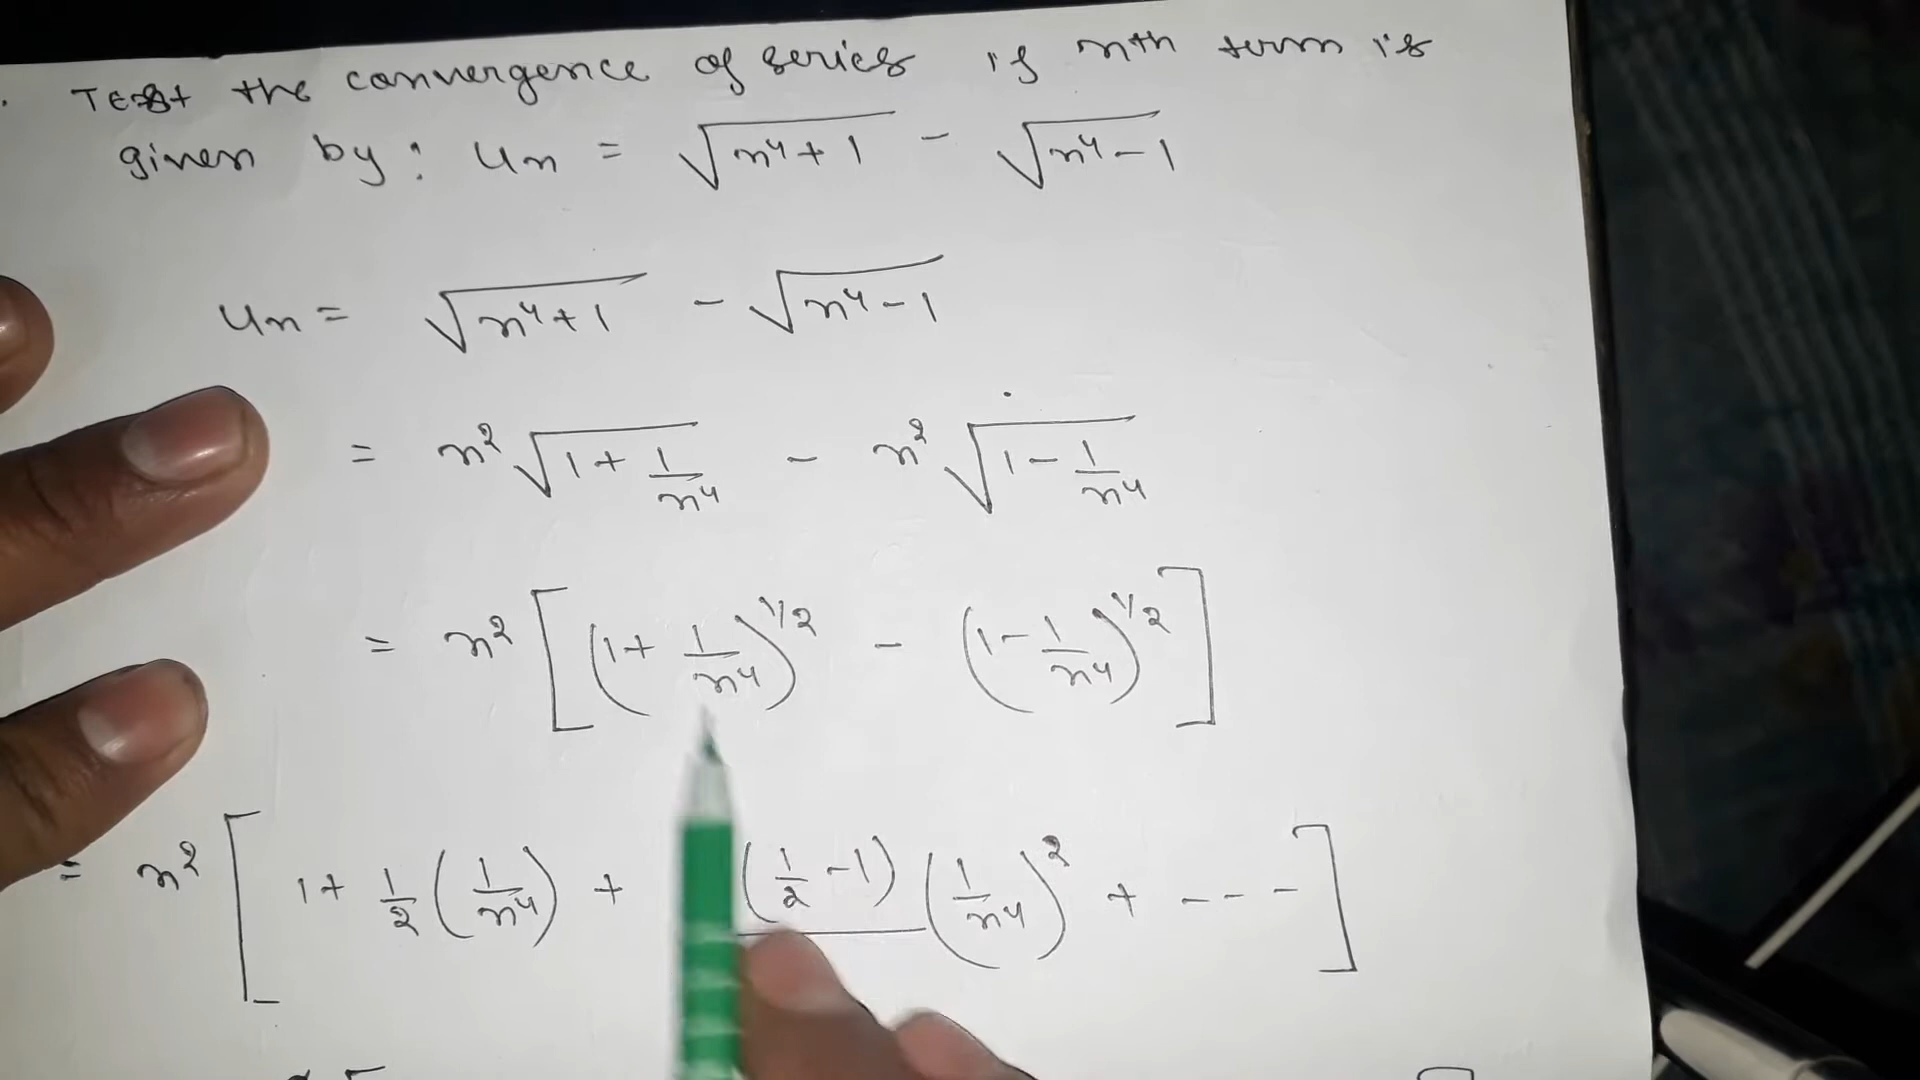 Test the convergence of series if nth term is
given by: Un = √(n⁴+1) - √(n⁴-1)
Un = √(n⁴+1) - √(n⁴-1)
= n² √(1 + 1/n⁴) - n² √(1 - 1/n⁴)
= n² [(1 + 1/n⁴)^1/2 - (1 - 1/n⁴)^1/2]
= n² [1 + 1/2 (1/n⁴) + (1/2 - 1) (1/n⁴)² + ----]